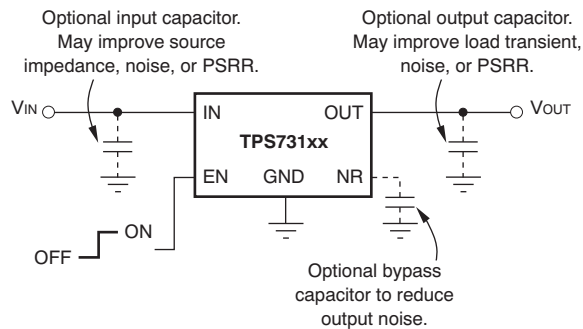 Optional input capacitor.
May improve source
impedance, noise, or PSRR.
Optional output capacitor.
May improve load transient,
noise, or PSRR.
VIN
IN
OUT
VOUT
TPS731xx
EN
GND
NR
OFF
ON
Optional bypass
capacitor to reduce
output noise.